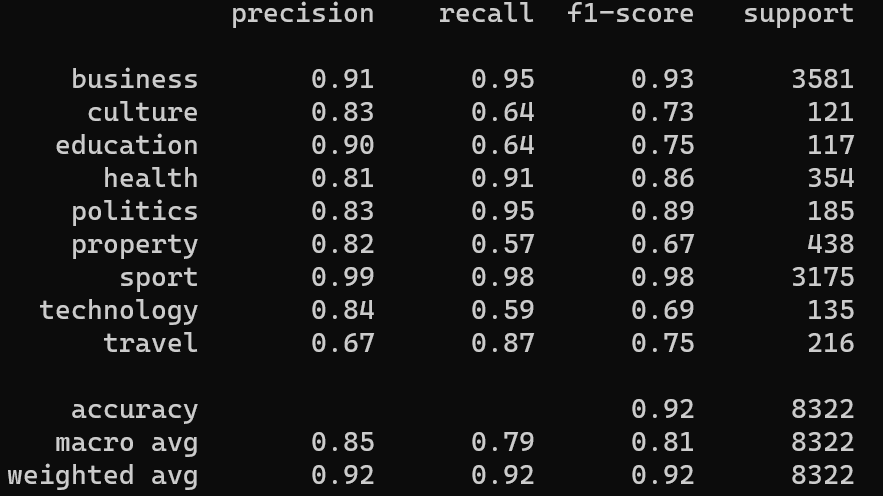 precision recall f1-score support
business 0.91 0.95 0.93 3581
culture 0.83 0.64 0.73 121
education 0.90 0.64 0.75 117
health 0.81 0.91 0.86 354
politics 0.83 0.95 0.89 185
property 0.82 0.57 0.67 438
sport 0.99 0.98 0.98 3175
technology 0.84 0.59 0.69 135
travel 0.67 0.87 0.75 216
accuracy 0.92 8322
macro avg 0.85 0.79 0.81 8322
weighted avg 0.92 0.92 0.92 8322